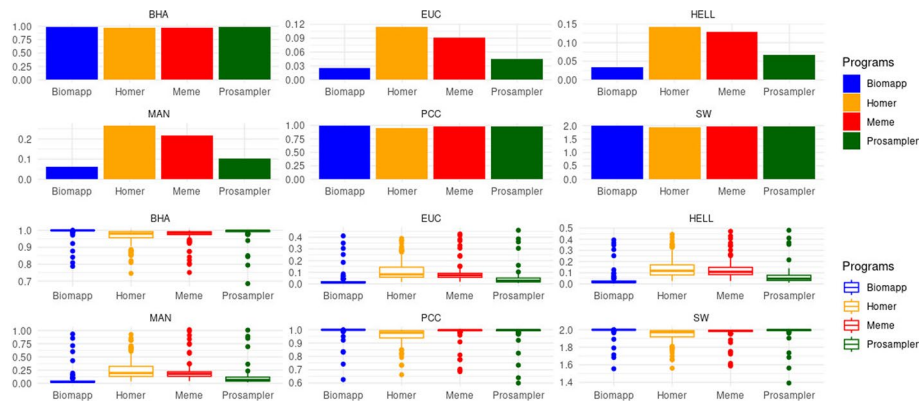 BHA
EUC
HELL
1.00
0.75
0.50
0.25
0.00
0.12
0.09
0.06
0.03
0.00
0.15
0.10
0.05
0.00
Biomapp Homer Meme Prosampler
Biomapp Homer Meme Prosampler
Biomapp Homer Meme Prosampler
MAN
PCC
SW
0.2
0.1
0.0
1.00
0.75
0.50
0.25
0.00
2.0
1.5
1.0
0.5
0.0
Biomapp Homer Meme Prosampler
Biomapp Homer Meme Prosampler
Biomapp Homer Meme Prosampler
Programs
Biomapp
Homer
Meme
Prosampler
BHA
EUC
HELL
1.0
0.9
0.8
0.7
0.4
0.3
0.2
0.1
0.0
0.5
0.4
0.3
0.2
0.1
0.0
Biomapp Homer Meme Prosampler
Biomapp Homer Meme Prosampler
Biomapp Homer Meme Prosampler
MAN
PCC
SW
1.00
0.75
0.50
0.25
0.00
1.0
0.9
0.8
0.7
0.6
2.0
1.8
1.6
1.4
Biomapp Homer Meme Prosampler
Biomapp Homer Meme Prosampler
Biomapp Homer Meme Prosampler
Programs
Biomapp
Homer
Meme
Prosampler